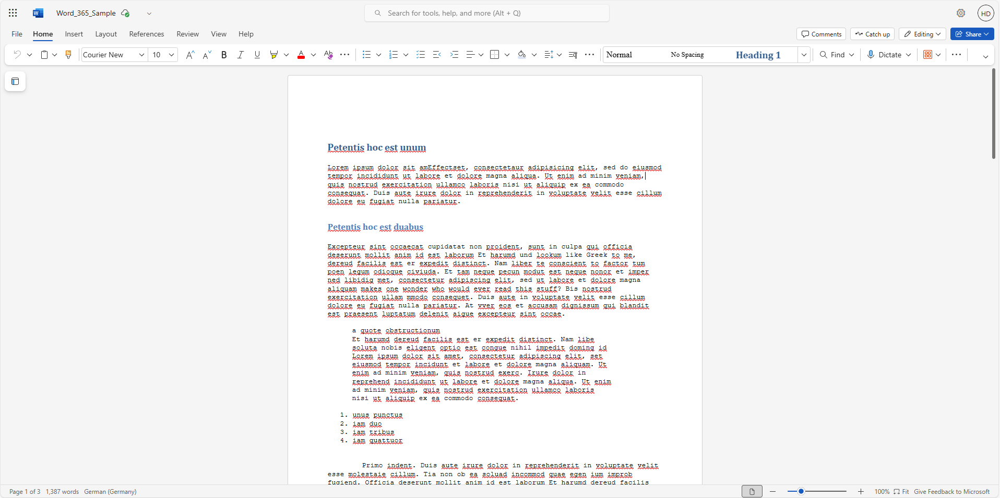 Word_365_Sample
Search for tools, help, and more (Alt + Q)
HD
File Home Insert Layout References Review View Help
Comments Catch up Editing Share
Courier New 10 B I U A Normal No Spacing Heading 1 Find Dictate
Petentis hoc est unum
Lorem ipsum dolor sit amEffectset, consectetaur adipisicing elit, sed do eiusmod
tempor incididunt ut labore et dolore magna aliqua. Ut enim ad minim veniam,
quis nostrud exercitation ullamco laboris nisi ut aliquip ex ea commodo
consequat. Duis aute irure dolor in reprehenderit in voluptate velit esse cillum
dolore eu fugiat nulla pariatur.
Petentis hoc est duabus
Excepteur sint occaecat cupidatat non proident, sunt in culpa qui officia
deserunt mollit anim id est laborum Et harumd und lookum like Greek to me,
dereud facilis est er expedit distinct. Nam liber te conscient to factor tum
poen legum odioque civiuda. Et tam neque pecun modut est neque nonor et imper
ned libidig met, consectetur adipiscing elit, sed ut labore et dolore magna
aliquam makes one wonder who would ever read this stuff? Bis nostrud
exercitation ullam mmodo consequet. Duis aute in voluptate velit esse cillum
dolore eu fugiat nulla pariatur. At vver eos et accusam dignissum qui blandit
est praesent luptatum delenit aigue excepteur sint occae.
a quote obstructionum
Et harumd dereud facilis est er expedit distinct. Nam libe
soluta nobis eligent optio est congue nihil impedit doming id
Lorem ipsum dolor sit amet, consectetur adipiscing elit, set
eiusmod tempor incidunt et labore et dolore magna aliquam. Ut
enim ad minim veniam, quis nostrud exerc. Irure dolor in
reprehend incididunt ut labore et dolore magna aliqua. Ut enim
ad minim veniam, quis nostrud exercitation ullamco laboris
nisi ut aliquip ex ea commodo consequat.
1. unus punctus
2. iam duo
3. iam tribus
4. iam quattuor
Primo indent. Duis aute irure dolor in reprehenderit in voluptate velit
esse molestaie cillum. Tia non ob ea soluad incommod quae egen ium improb
fugiend. Officia deserunt mollit anim id est laborum Et harumd dereud facilis
Page 1 of 3 1,387 words German (Germany) 100% Fit Give Feedback to Microsoft